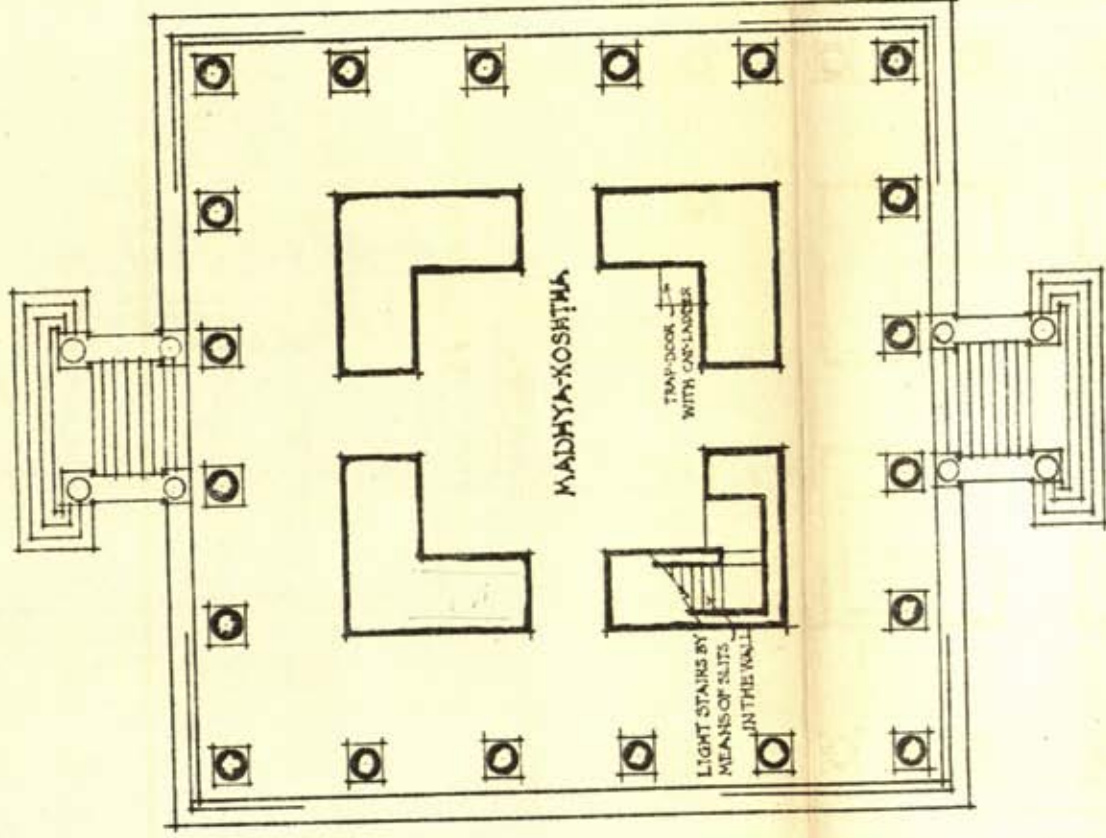 MADHYA-KOSHTHA
TRAP-DOOR
WITH CAT-LADDER
LIGHT STAIRS BY
MEANS OF SLITS
IN THE WALL